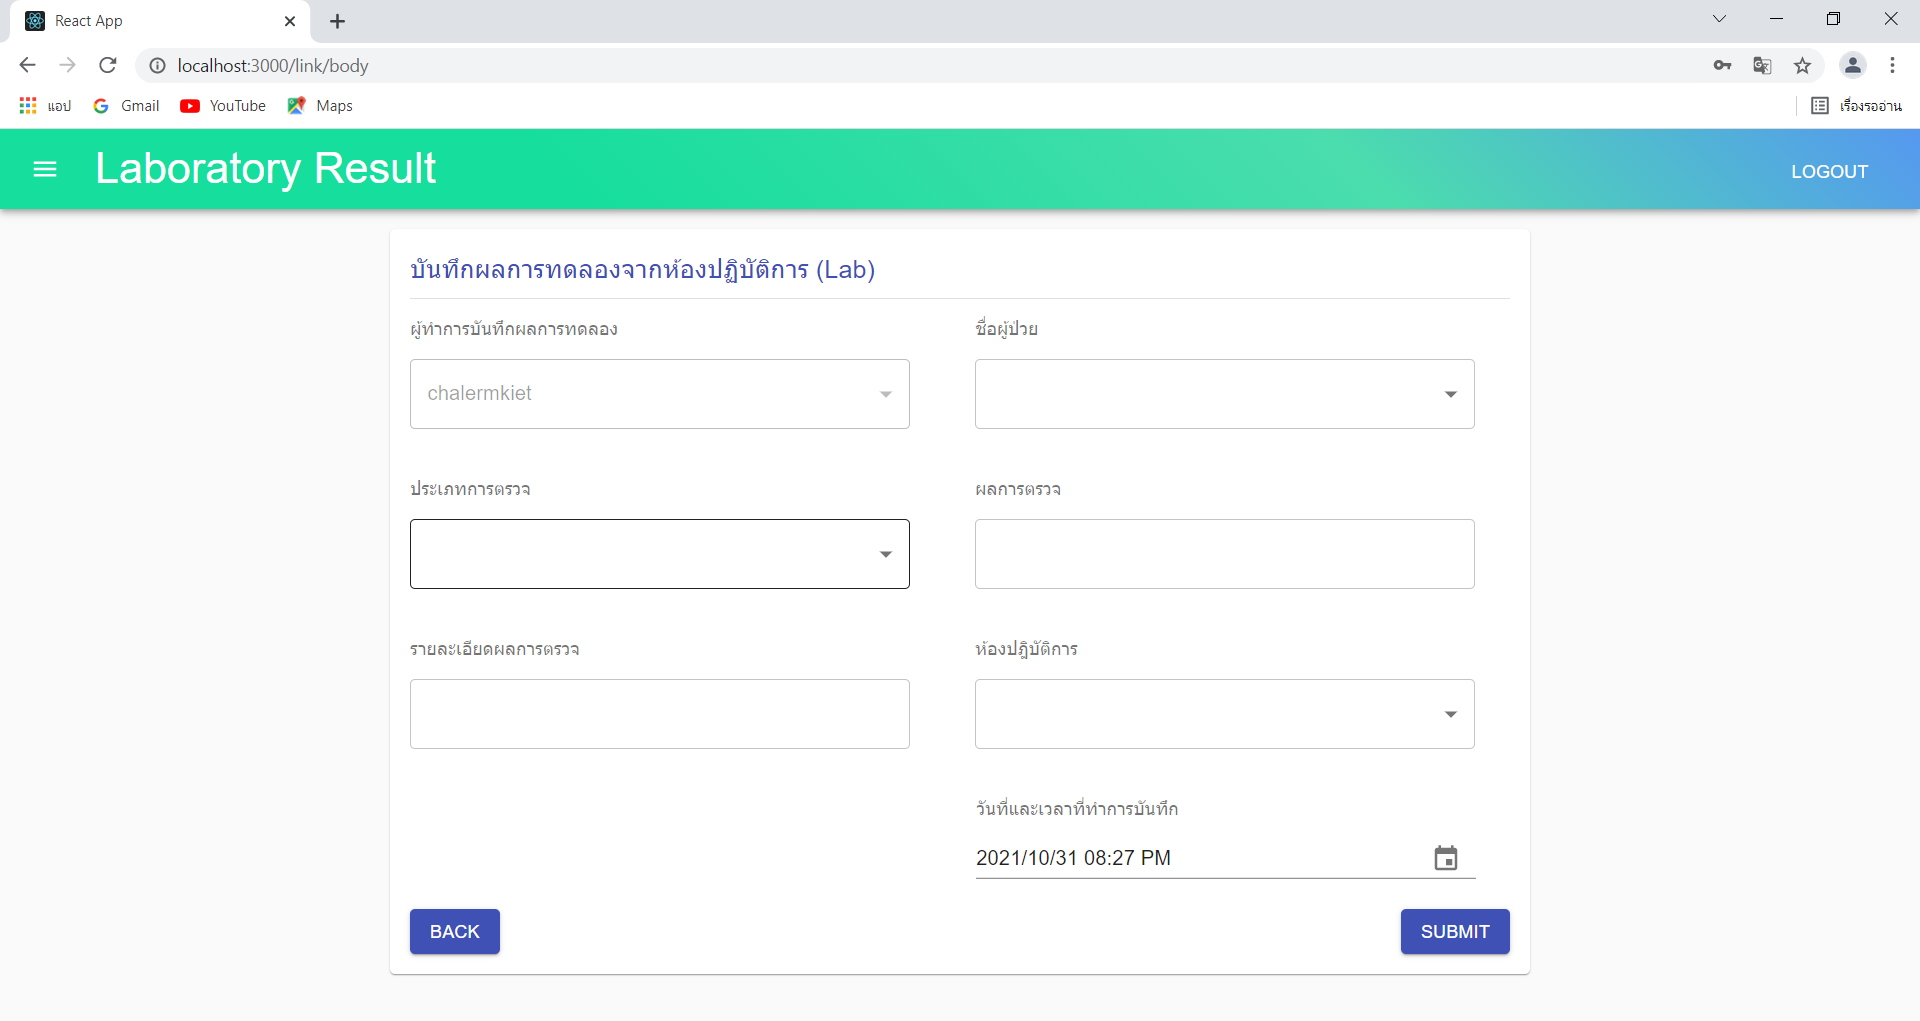 React App
localhost:3000/link/body
แอป
Gmail
YouTube
Maps
เรื่องรออ่าน
Laboratory Result
LOGOUT
บันทึกผลการทดลองจากห้องปฏิบัติการ (Lab)
ผู้ทำการบันทึกผลการทดลอง
ชื่อผู้ป่วย
chalermkiet
ประเภทการตรวจ
ผลการตรวจ
รายละเอียดผลการตรวจ
ห้องปฎิบัติการ
วันที่และเวลาที่ทำการบันทึก
2021/10/31 08:27 PM
BACK
SUBMIT